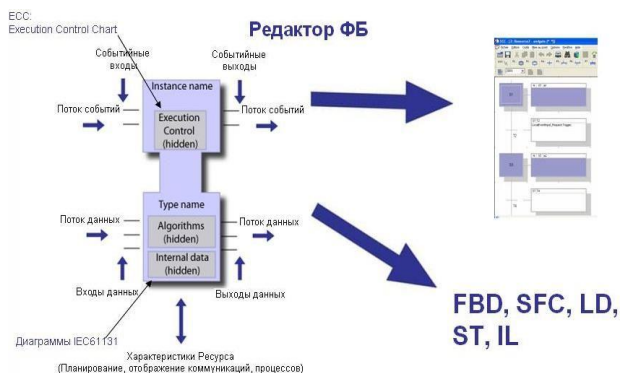 ECC:
Execution Control Chart
Редактор ФБ
Событийные
входы
Событийные
выходы
Instance name
Поток событий
Поток событий
Execution
Control
(hidden)
Type name
Поток данных
Поток данных
Algorithms
(hidden)
Internal data
(hidden)
Входы данных
Выходы данных
FBD, SFC, LD,
ST, IL
Диаграммы IEC61131
Характеристики Ресурса
(Планирование, отображение коммуникаций, процессов)